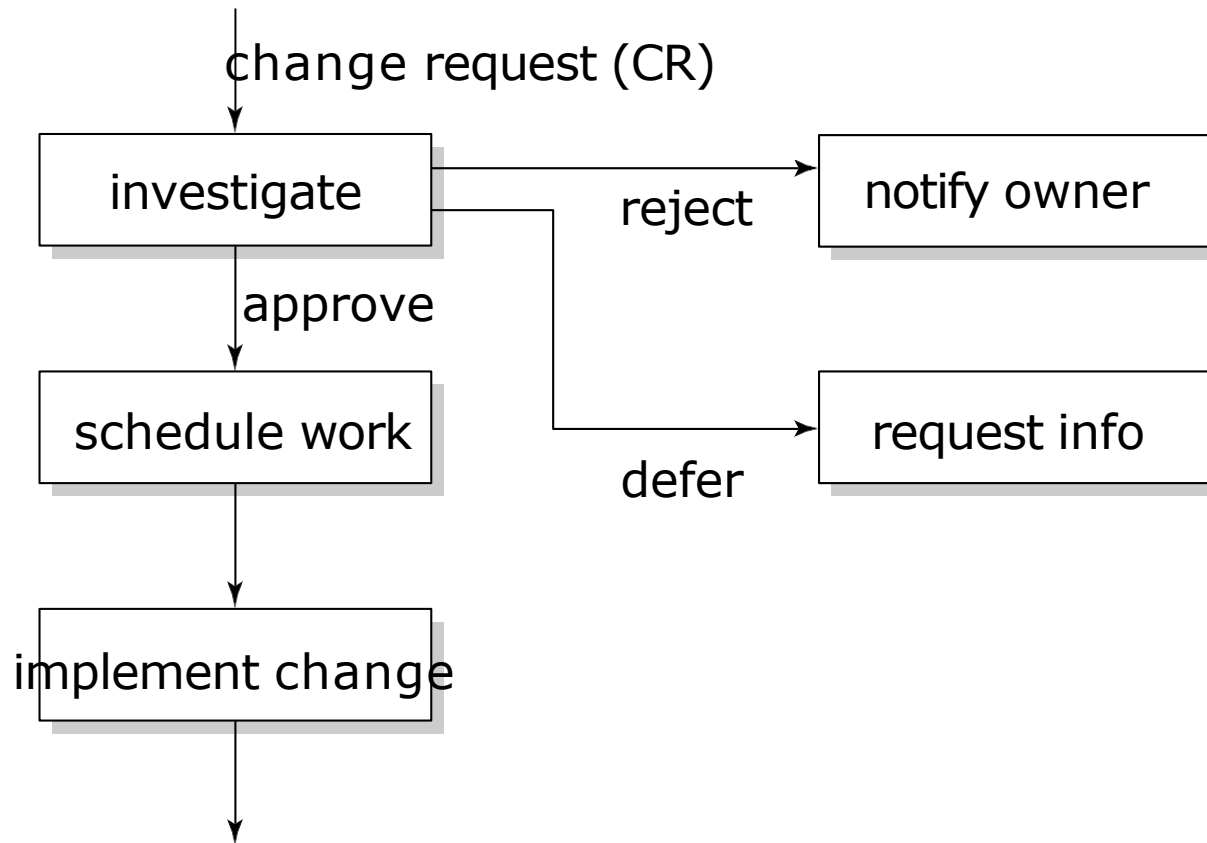 change request (CR)
investigate
reject
notify owner
approve
schedule work
defer
request info
implement change